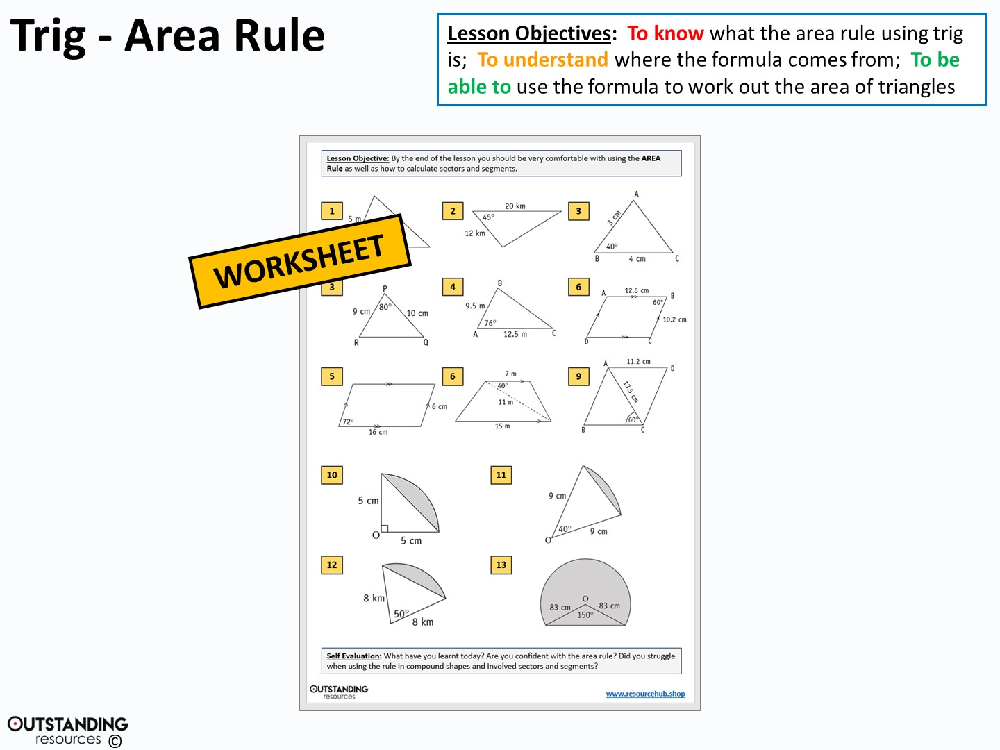 Trig - Area Rule
Lesson Objectives:  To know what the area rule using trig
is;  To understand where the formula comes from;  To be
able to use the formula to work out the area of triangles
Lesson Objective: By the end of the lesson you should be very comfortable with using the AREA
Rule as well as how to calculate sectors and segments.
1
5 m
2
20 km
45°
12 km
3
A
3 cm
40°
B
4 cm
C
WORKSHEET
3
P
9 cm
80°
10 cm
R
Q
4
B
9.5 m
76°
A
12.5 m
C
6
12.6 cm
A
B
60°
10.2 cm
D
C
5
6 cm
72°
16 cm
6
7 m
40°
11 m
15 m
9
11.2 cm
A
D
13.5 cm
60°
B
C
10
5 cm
O
5 cm
11
9 cm
40°
9 cm
O
12
8 km
50°
8 km
13
O
83 cm
83 cm
150°
Self Evaluation: What have you learnt today? Are you confident with the area rule? Did you struggle
when using the rule in compound shapes and involved sectors and segments?
OUTSTANDING
resources
www.resourcehub.shop
OUTSTANDING
resources ©